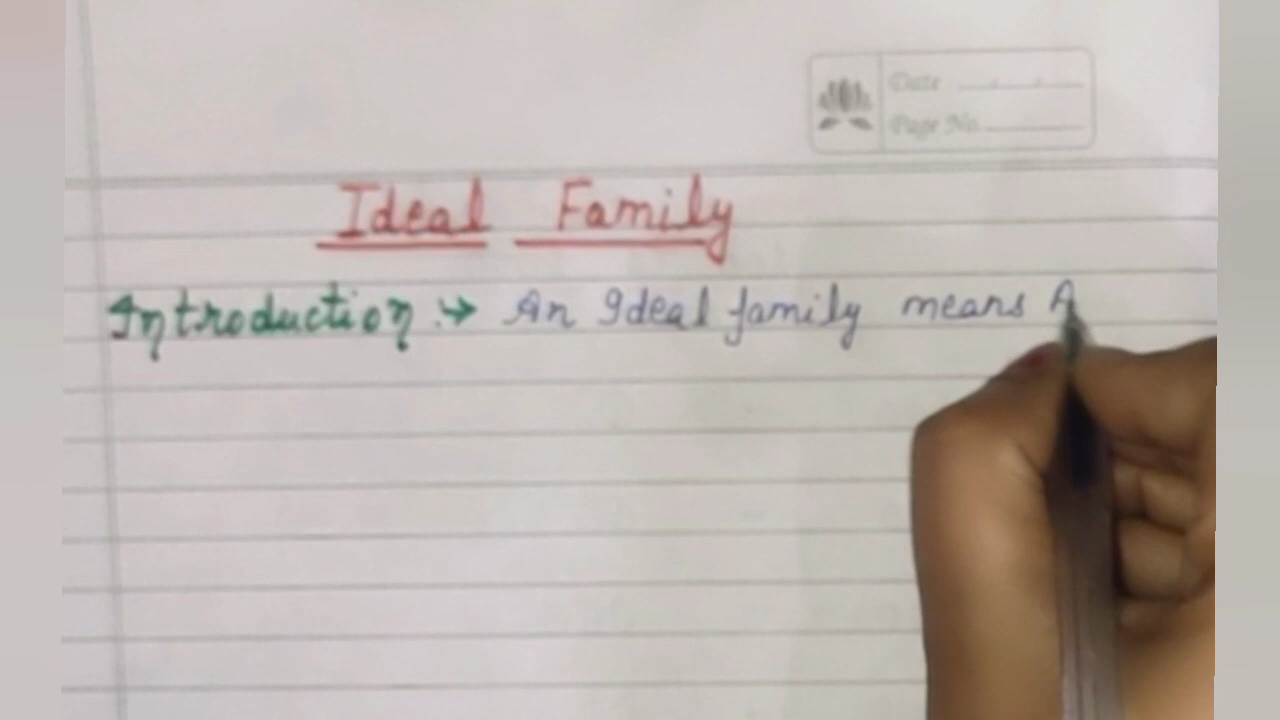 Date
Page No.
Ideal Family
Introduction :→ An Ideal family means A